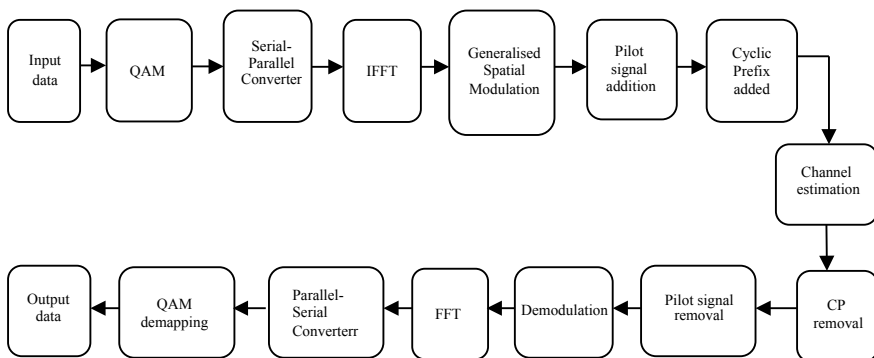 Input
data
QAM
Serial-
Parallel
Converter
IFFT
Generalised
Spatial
Modulation
Pilot
signal
addition
Cyclic
Prefix
added
Channel
estimation
CP
removal
Pilot signal
removal
Demodulation
FFT
Parallel-
Serial
Converterr
QAM
demapping
Output
data